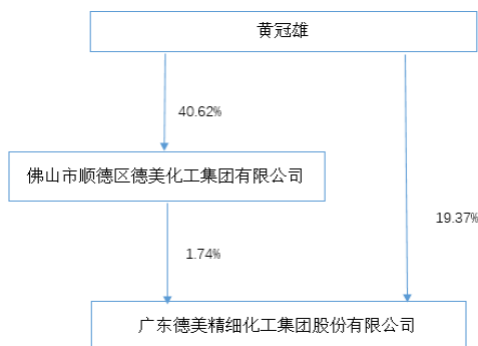 黄冠雄
40.62%
佛山市顺德区德美化工集团有限公司
19.37%
1.74%
广东德美精细化工集团股份有限公司